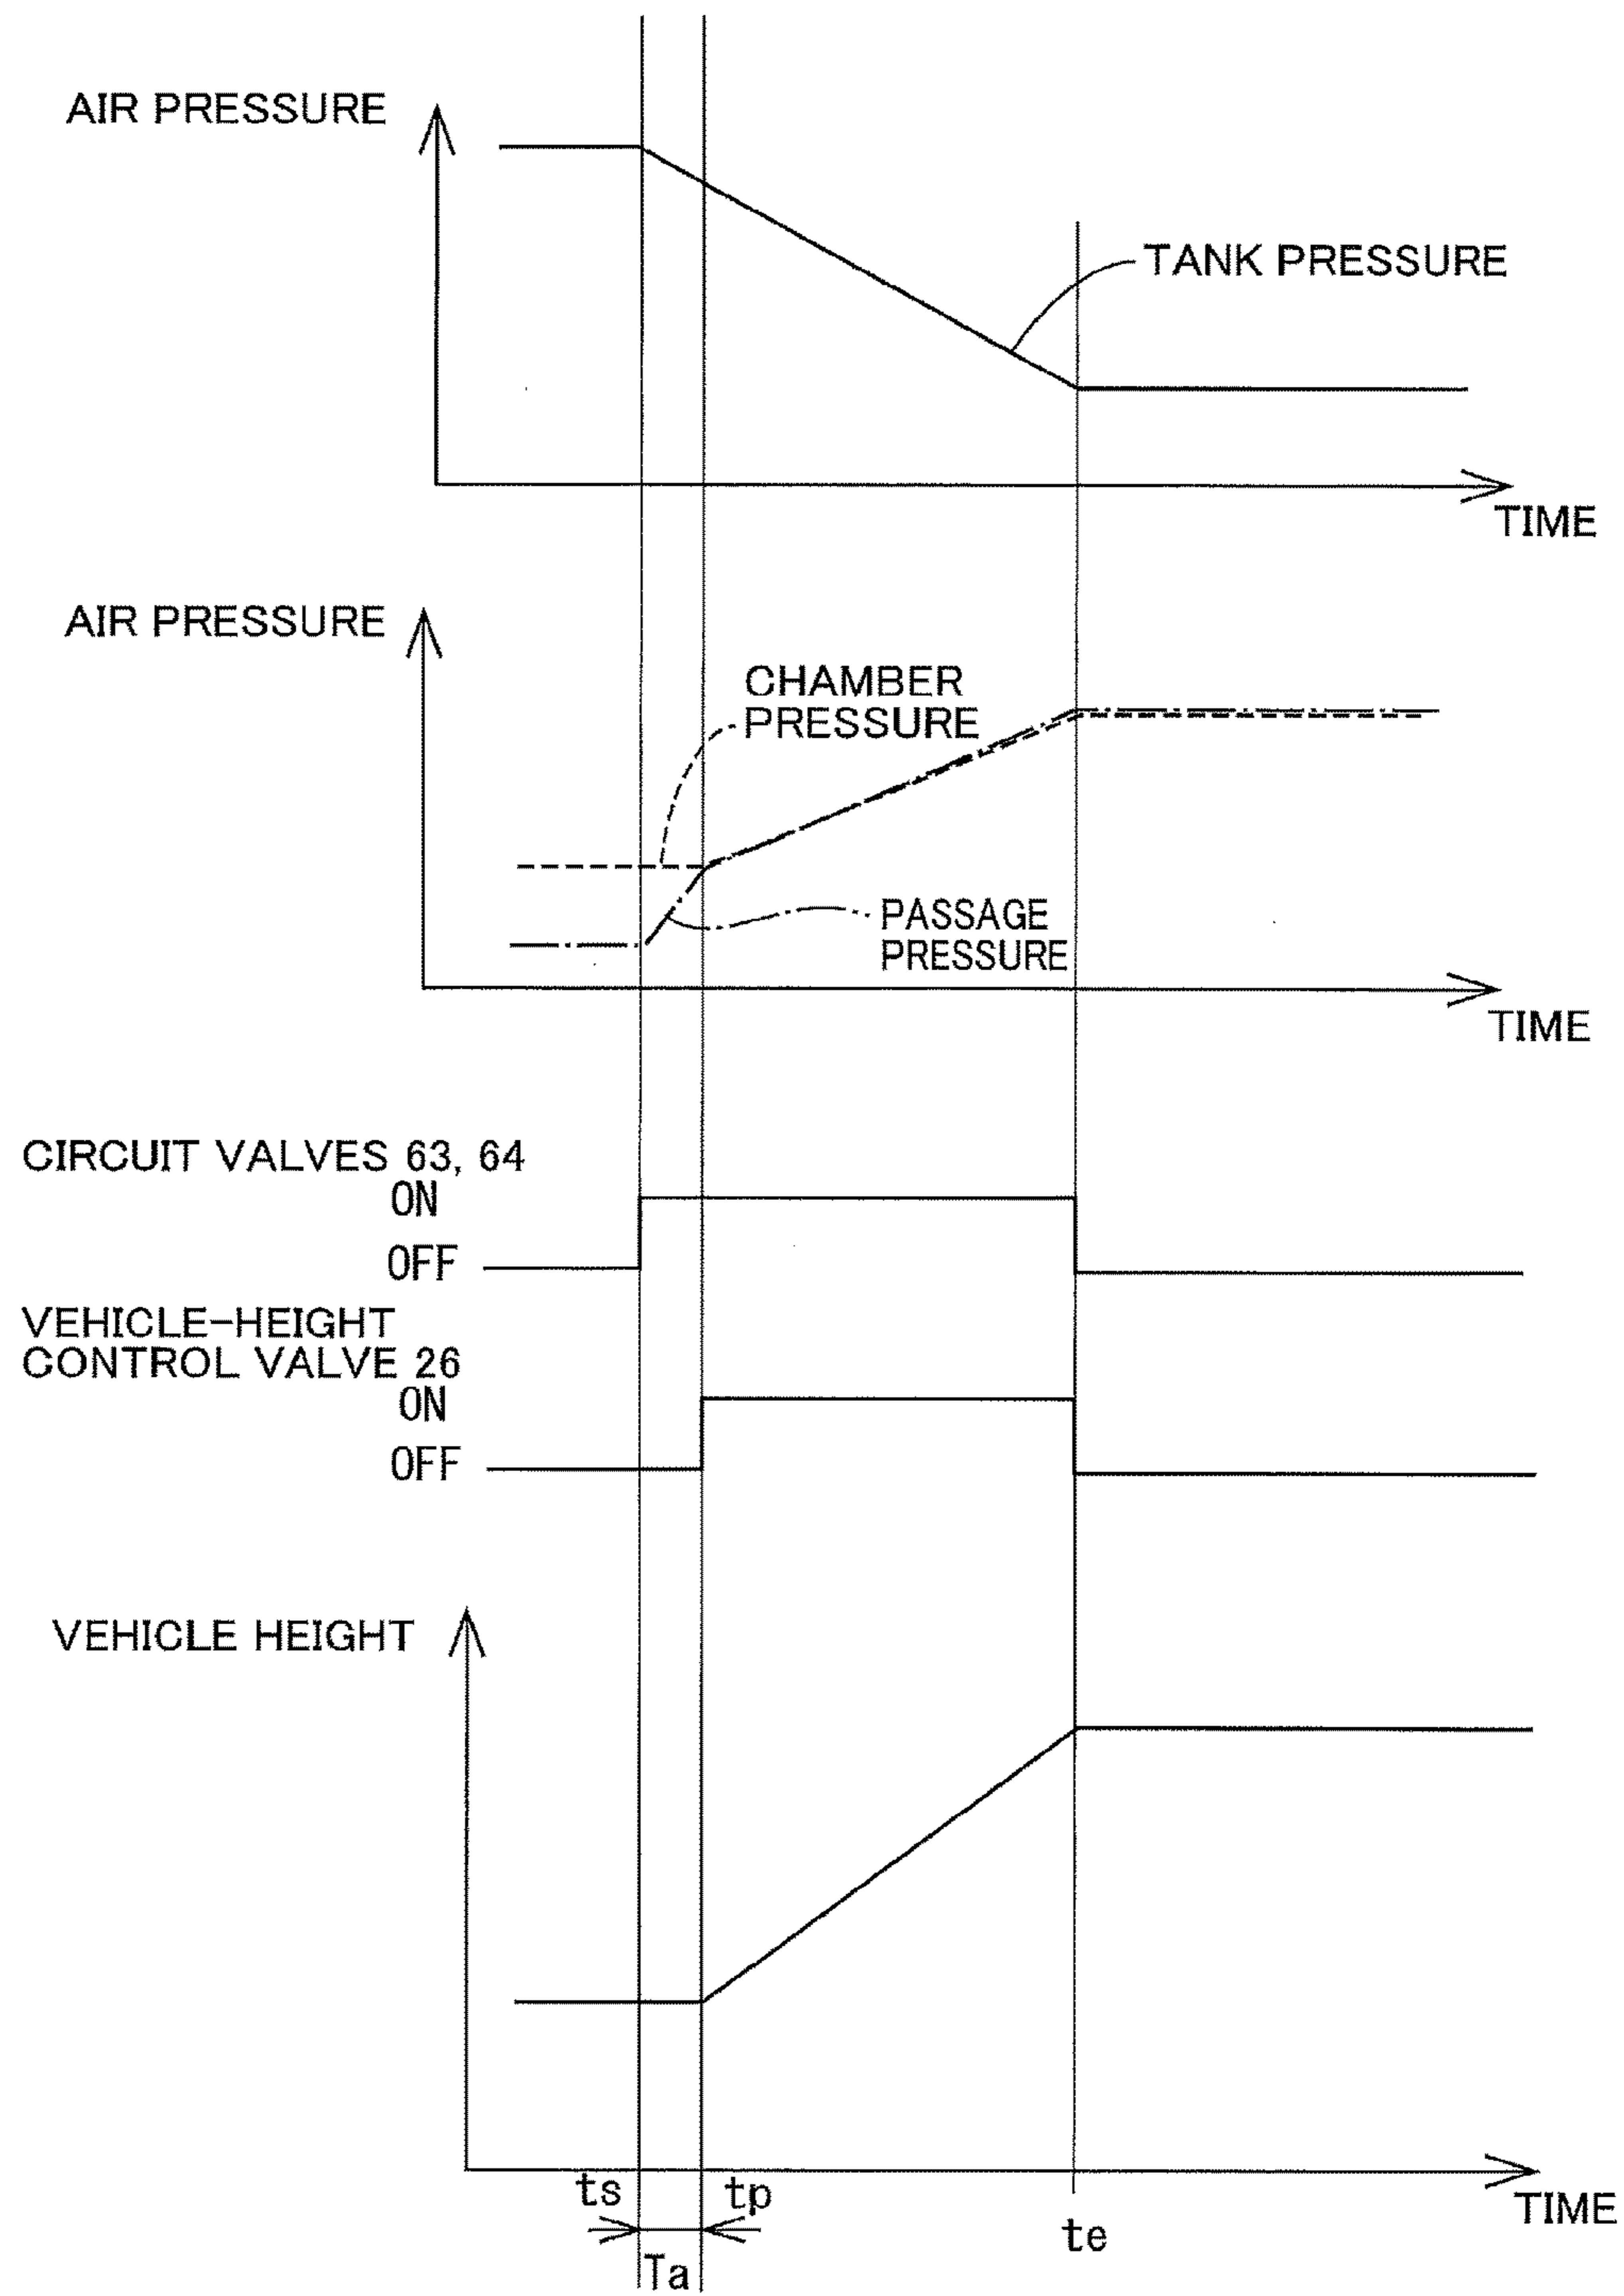 AIR PRESSURE
TANK PRESSURE
TIME
AIR PRESSURE
CHAMBER
PRESSURE
PASSAGE
PRESSURE
TIME
CIRCUIT VALVES 63, 64
ON
OFF
VEHICLE-HEIGHT
CONTROL VALVE 26
ON
OFF
VEHICLE HEIGHT
ts
tp
te
TIME
Ta